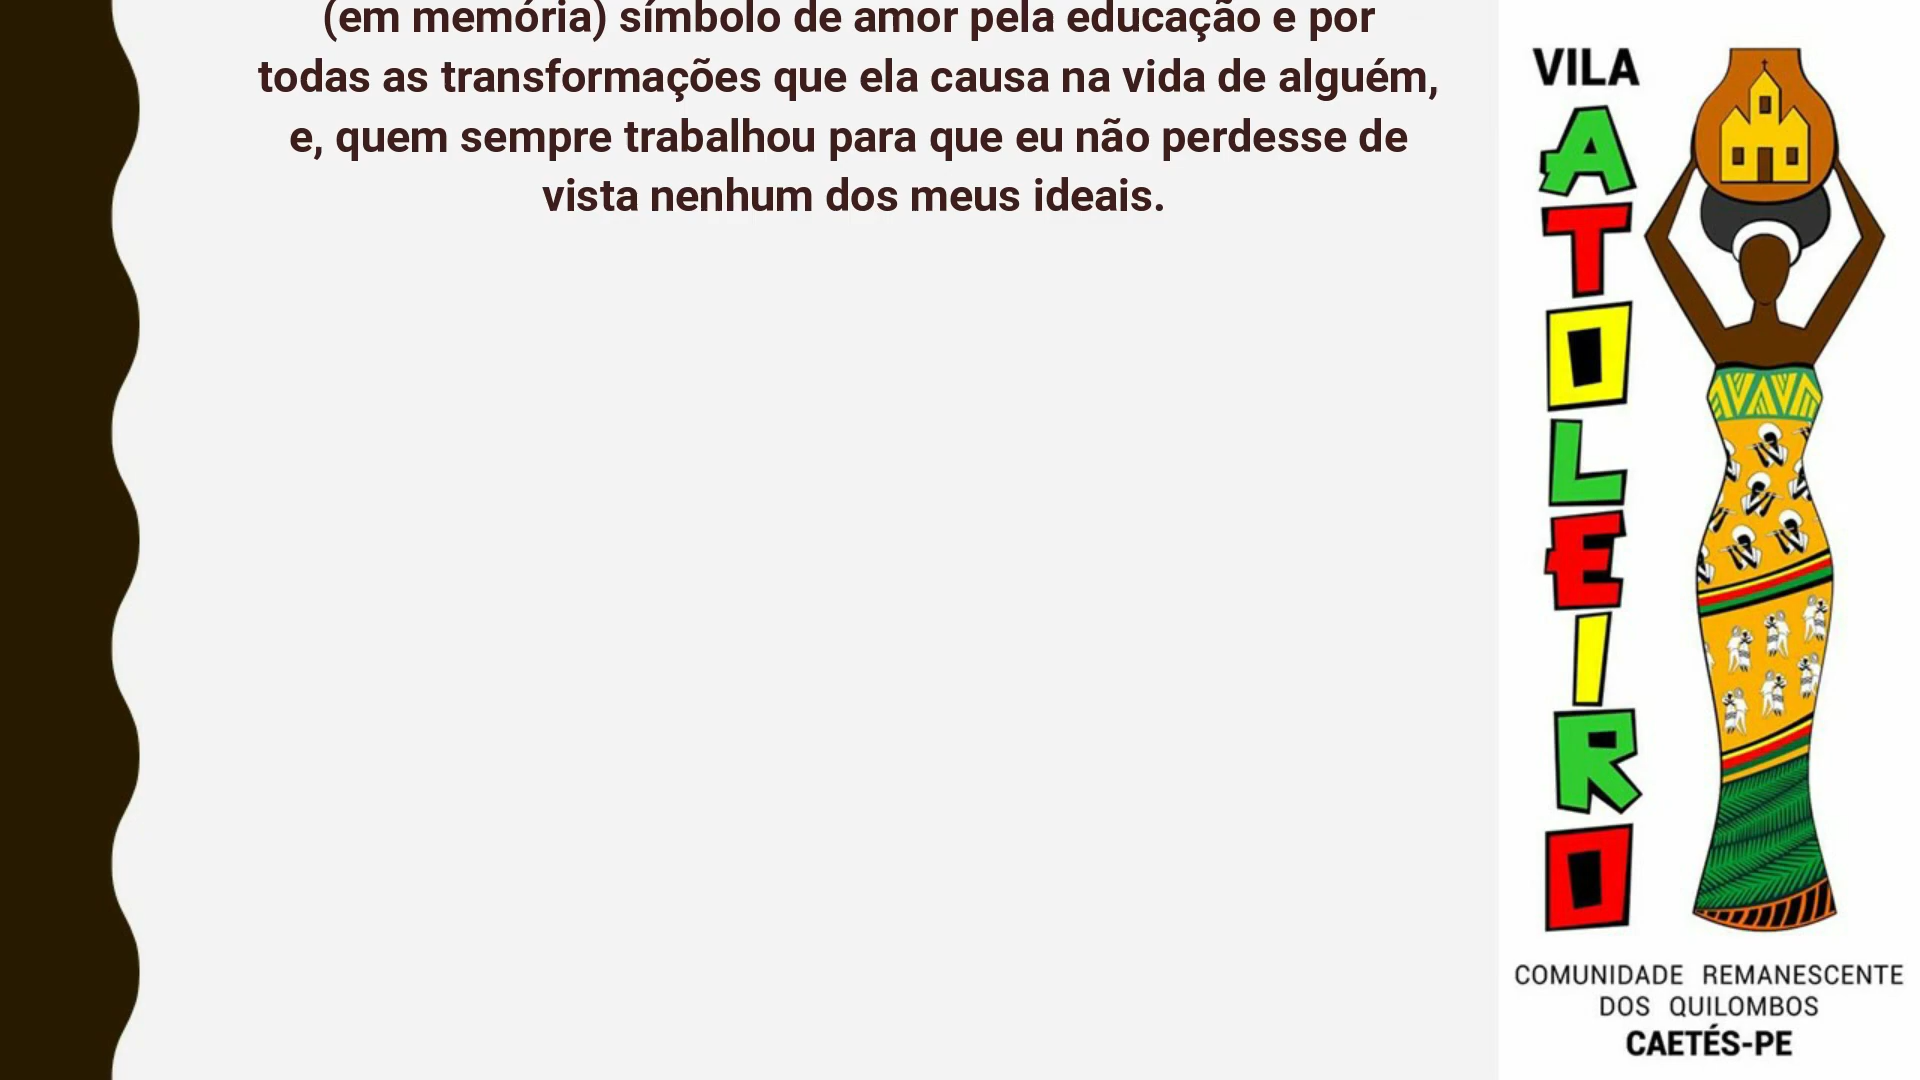 (em memória) símbolo de amor pela educação e por
todas as transformações que ela causa na vida de alguém,
e, quem sempre trabalhou para que eu não perdesse de
vista nenhum dos meus ideais.
VILA
ATOLEIRO
COMUNIDADE REMANESCENTE
DOS QUILOMBOS
CAETÉS-PE